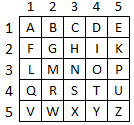 1 2 3 4 5
1 A B C D E
2 F G H I K
3 L M N O P
4 Q R S T U
5 V W X Y Z